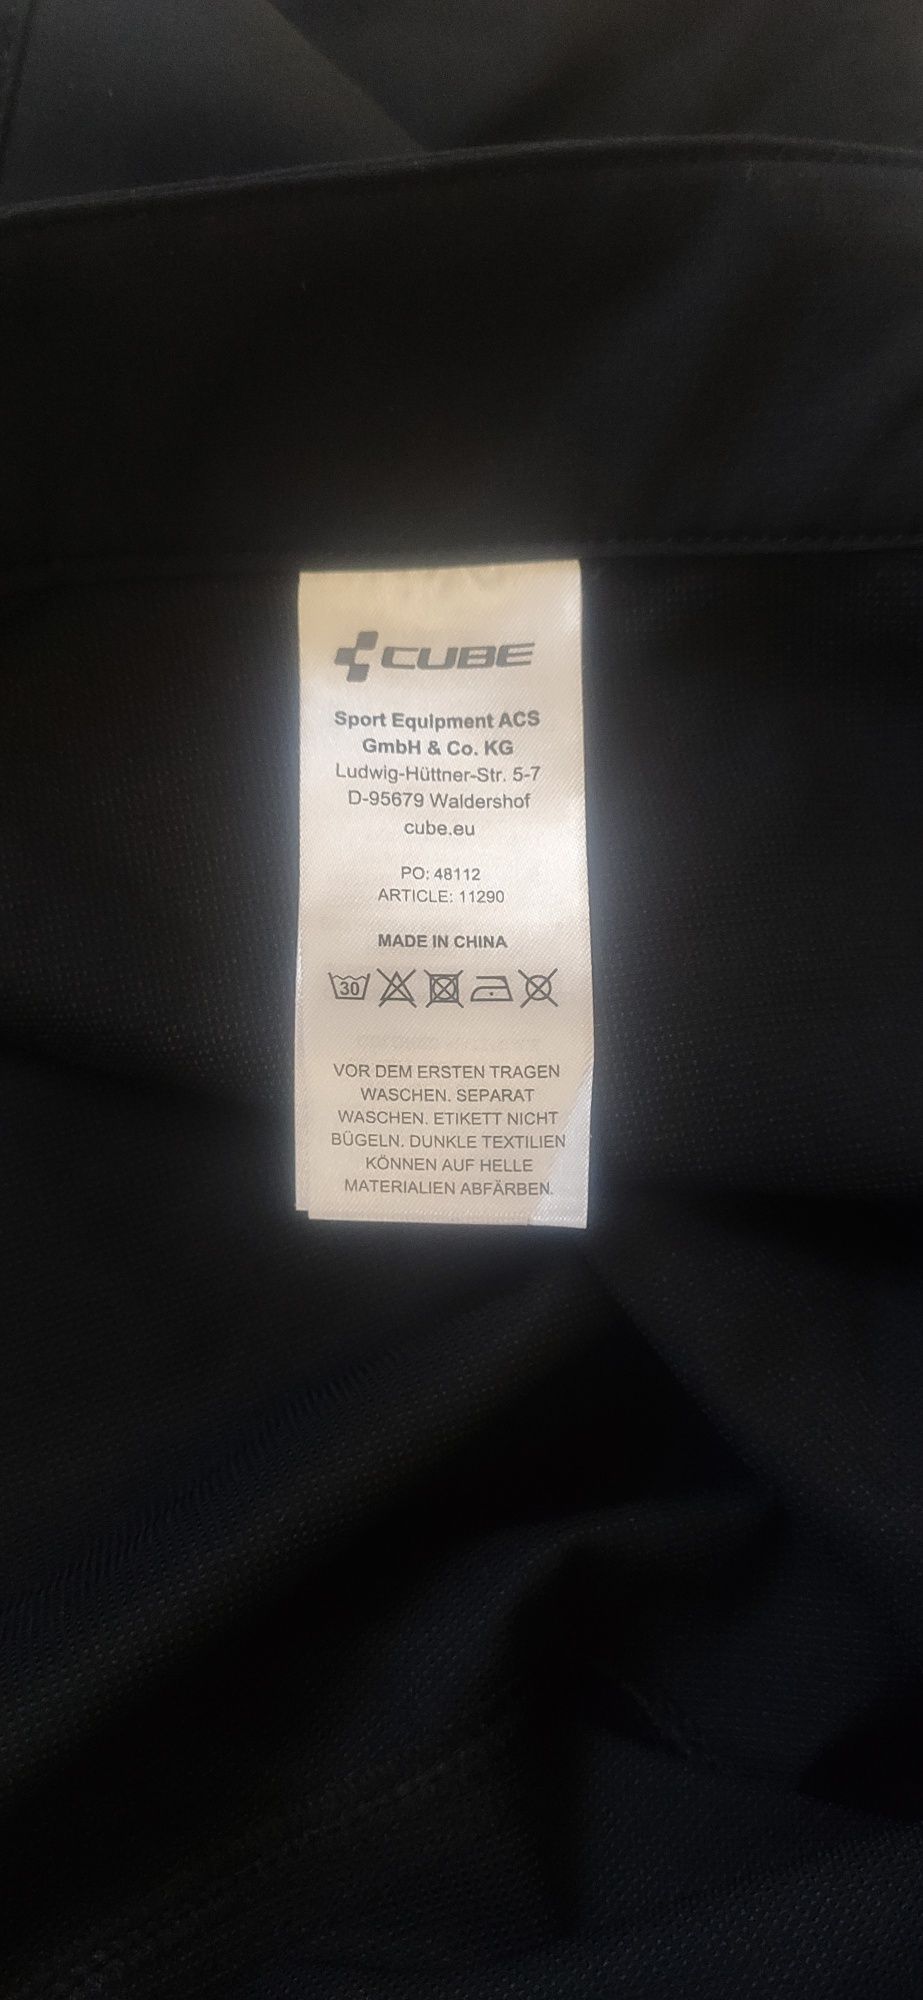 CUBE
Sport Equipment ACS
GmbH & Co. KG
Ludwig-Hüttner-Str. 5-7
D-95679 Waldershof
cube.eu
PO: 48112
ARTICLE: 11290
MADE IN CHINA
30
VOR DEM ERSTEN TRAGEN
WASCHEN. SEPARAT
WASCHEN. ETIKETT NICHT
BÜGELN. DUNKLE TEXTILIEN
KÖNNEN AUF HELLE
MATERIALIEN ABFÄRBEN.